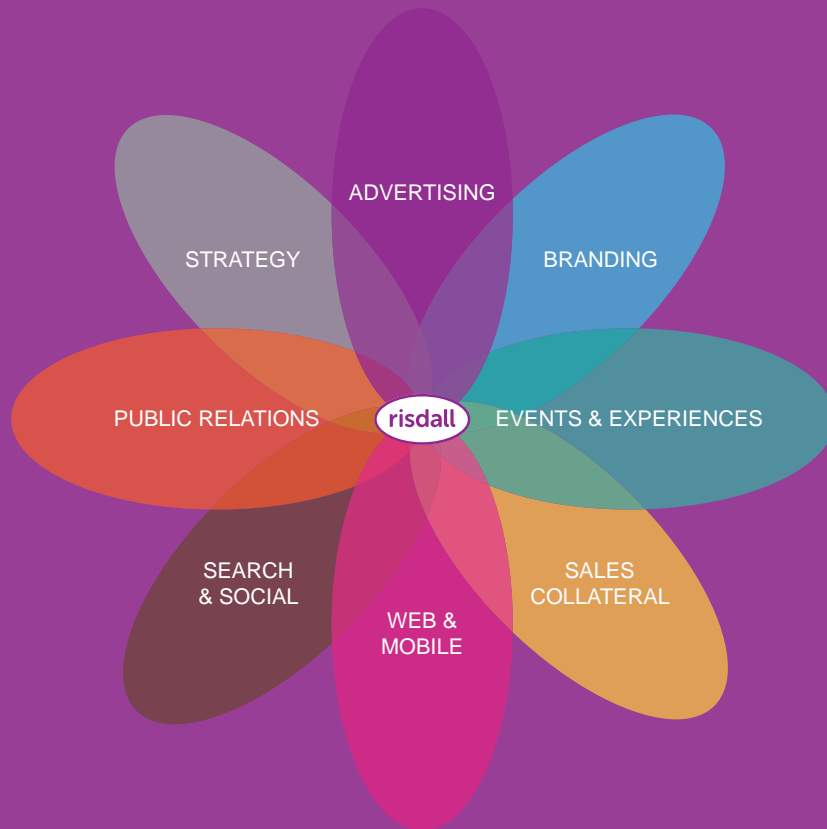 ADVERTISING
STRATEGY
BRANDING
PUBLIC RELATIONS
risdall
EVENTS & EXPERIENCES
SEARCH
& SOCIAL
SALES
COLLATERAL
WEB &
MOBILE